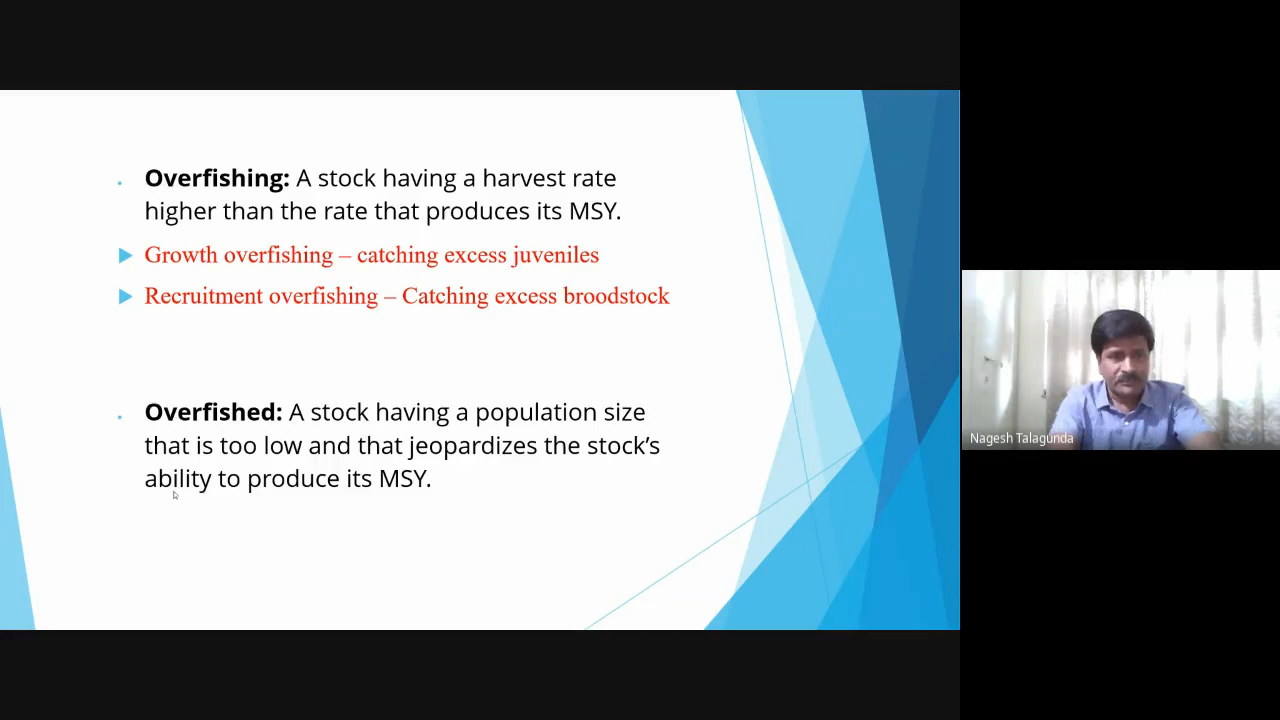 Overfishing: A stock having a harvest rate
higher than the rate that produces its MSY.
Growth overfishing – catching excess juveniles
Recruitment overfishing – Catching excess broodstock
Overfished: A stock having a population size
that is too low and that jeopardizes the stock’s
ability to produce its MSY.
Nagesh Talagunda